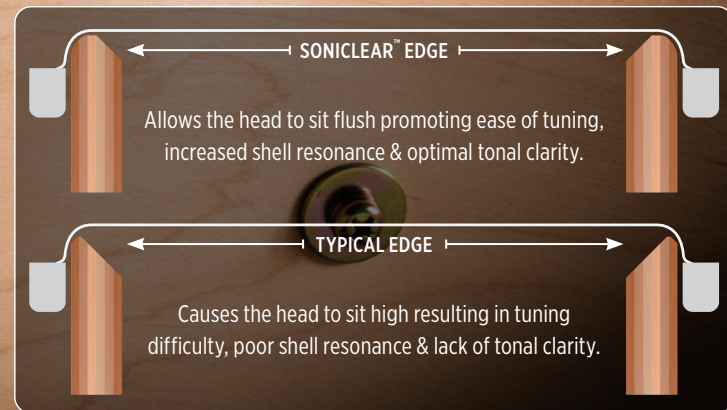 SONICLEAR™ EDGE
Allows the head to sit flush promoting ease of tuning,
increased shell resonance & optimal tonal clarity.
TYPICAL EDGE
Causes the head to sit high resulting in tuning
difficulty, poor shell resonance & lack of tonal clarity.